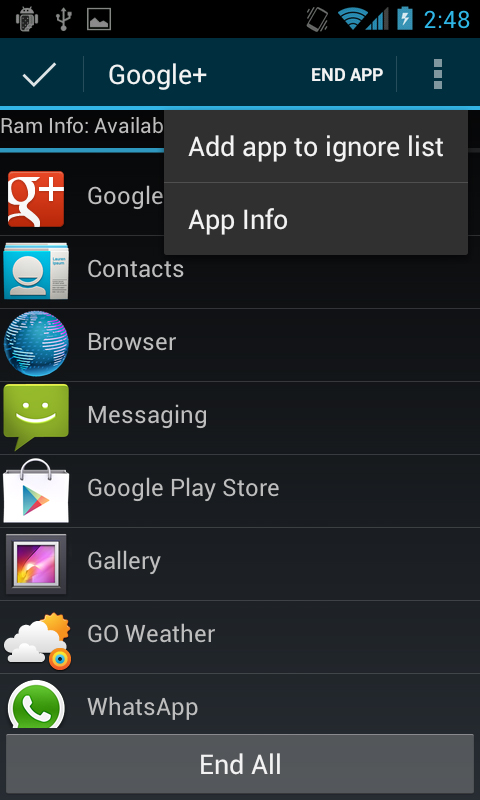 2:48
Google+
END APP
Ram Info: Availab
Add app to ignore list
App Info
Google
Contacts
Browser
Messaging
Google Play Store
Gallery
GO Weather
WhatsApp
End All